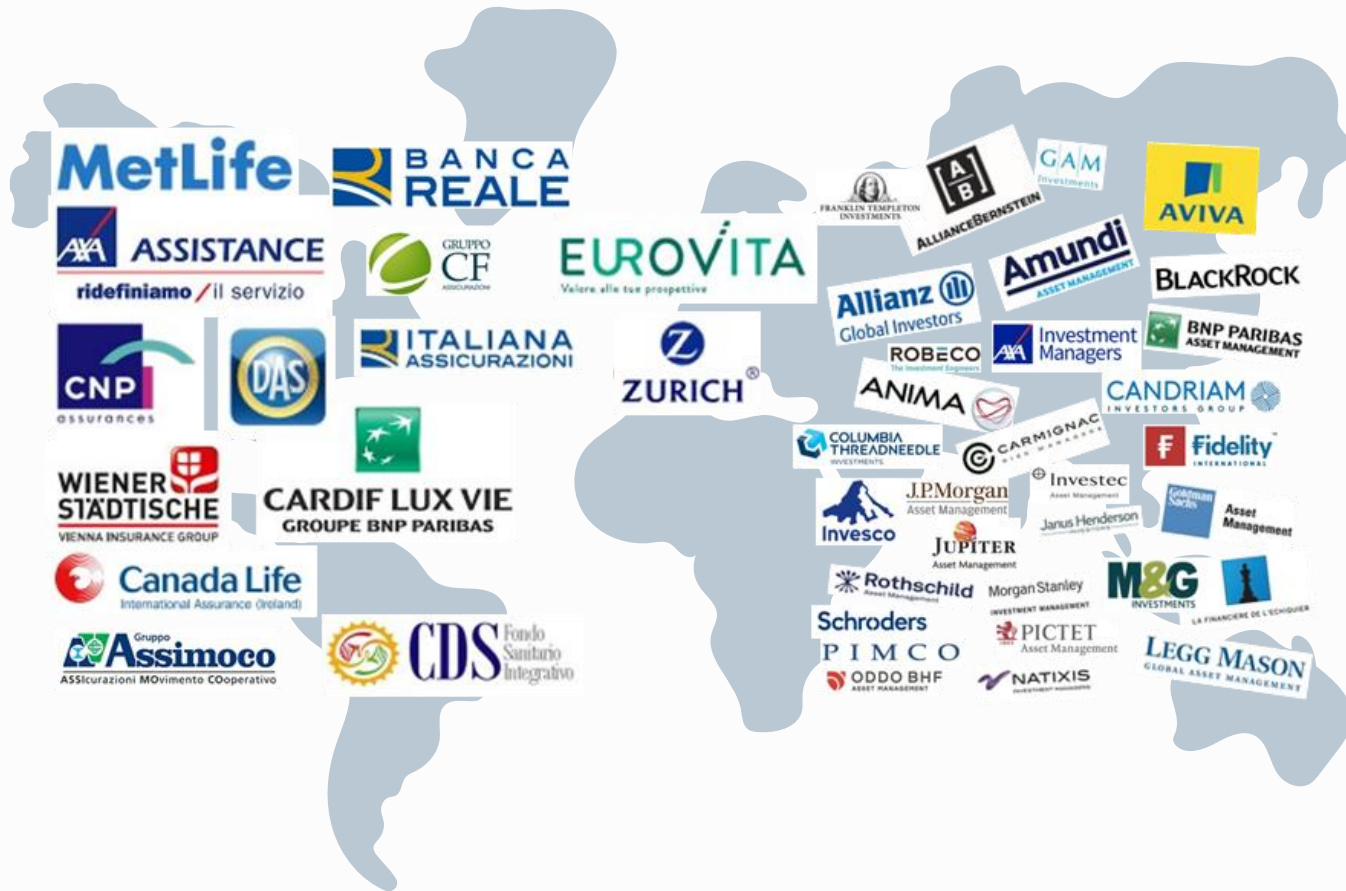 MetLife
BANCA
REALE
AXA ASSISTANCE
ridefiniamo / il servizio
GRUPPO
CF
ASSICURAZIONI
EUROVITA
Valore alle tue prospettive
CNP
assurances
DAS
ITALIANA
ASSICURAZIONI
Z
ZURICH®
WIENER
STÄDTISCHE
VIENNA INSURANCE GROUP
CARDIF LUX VIE
GROUPE BNP PARIBAS
Canada Life
International Assurance (Ireland)
Gruppo
Assimoco
ASSIcurazioni MOvimento COoperativo
CDS
Fondo
Sanitario
Integrativo
FRANKLIN TEMPLETON
INVESTMENTS
A
B
ALLIANCEBERNSTEIN
GAM
Investments
AVIVA
Allianz
Global Investors
Amundi
ASSET MANAGEMENT
BLACKROCK
ROBECO
The Investment Engineers
AXA
Investment
Managers
BNP PARIBAS
ASSET MANAGEMENT
ANIMA
CANDRIAM
INVESTORS GROUP
COLUMBIA
THREADNEEDLE
INVESTMENTS
CARMIGNAC
Fidelity™
INTERNATIONAL
Invesco
J.P.Morgan
Asset Management
Investec
Asset Management
Janus Henderson
Goldman
Sachs
Asset
Management
JUPITER
Asset Management
Rothschild
Asset Management
Morgan Stanley
INVESTMENT MANAGEMENT
M&G
INVESTMENTS
LA FINANCIERE DE L'ECHIQUIER
Schroders
PIMCO
PICTET
Asset Management
LEGG MASON
GLOBAL ASSET MANAGEMENT
ODDO BHF
ASSET MANAGEMENT
NATIXIS
INVESTMENT MANAGERS